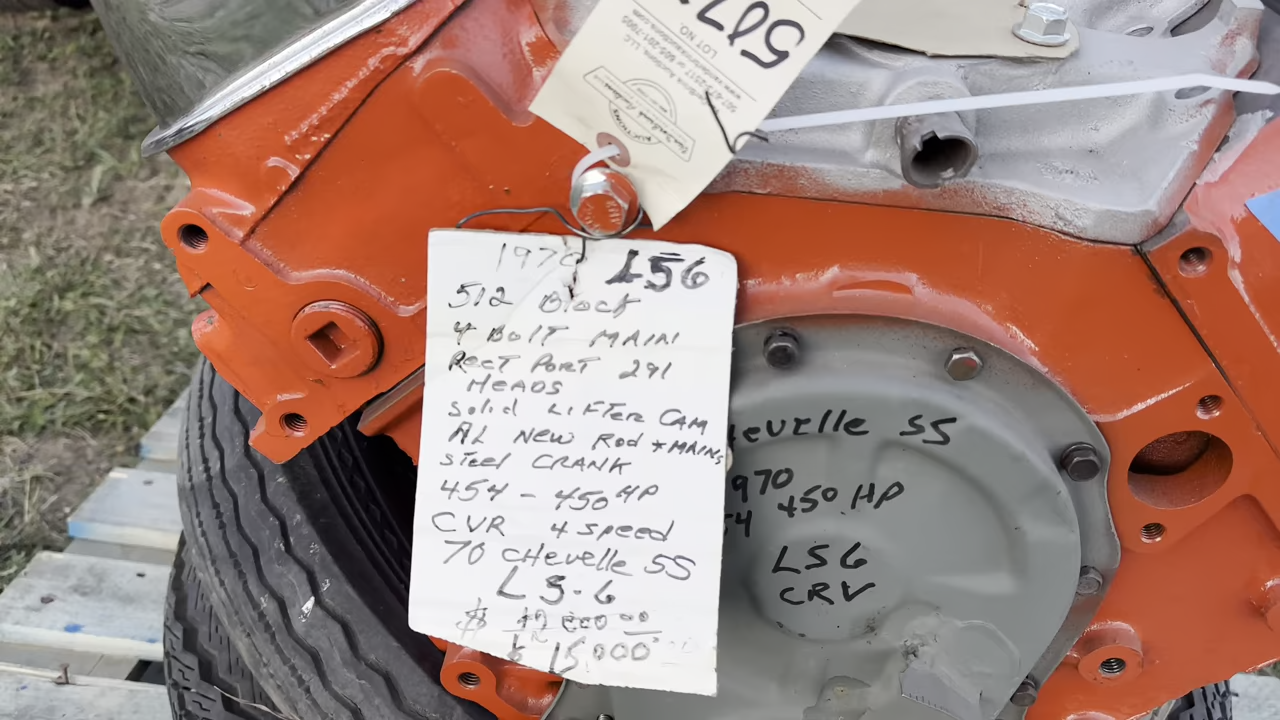 507
LOT NO.
1970 LS6
512 Block
4 Bolt MAIN
Rect Port 291
HEADS
Solid LIFTER CAM
AL New Rod + MAINS
Steel CRANK
454 - 450 HP
CVR 4 speed
70 CHevelle SS
LS-6
$ 15,000
evelle SS
970
450 HP
LS6
CRV